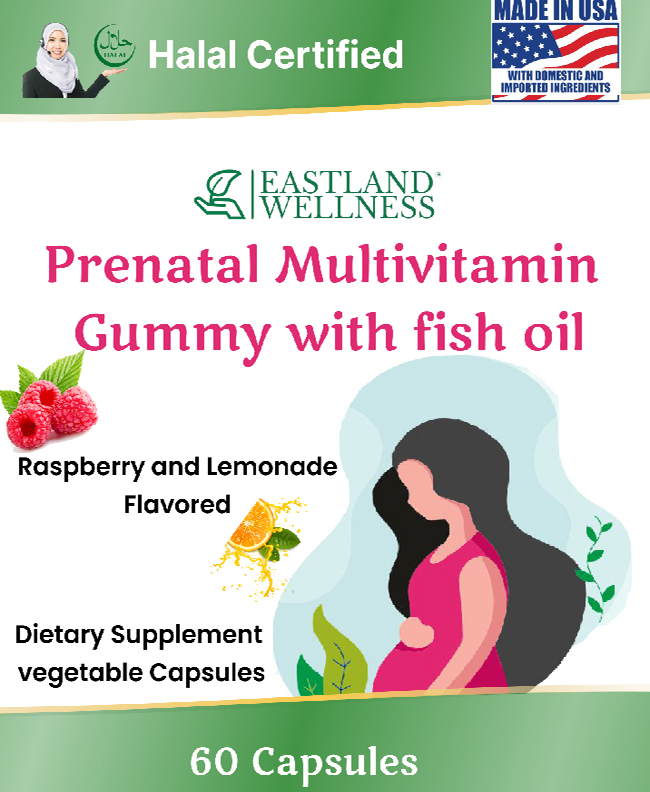 MADE IN USA
حلال
HALAL
Halal Certified
WITH DOMESTIC AND
IMPORTED INGREDIENTS
EASTLAND
WELLNESS
Prenatal Multivitamin
Gummy with fish oil
Raspberry and Lemonade
Flavored
Dietary Supplement
vegetable Capsules
60 Capsules